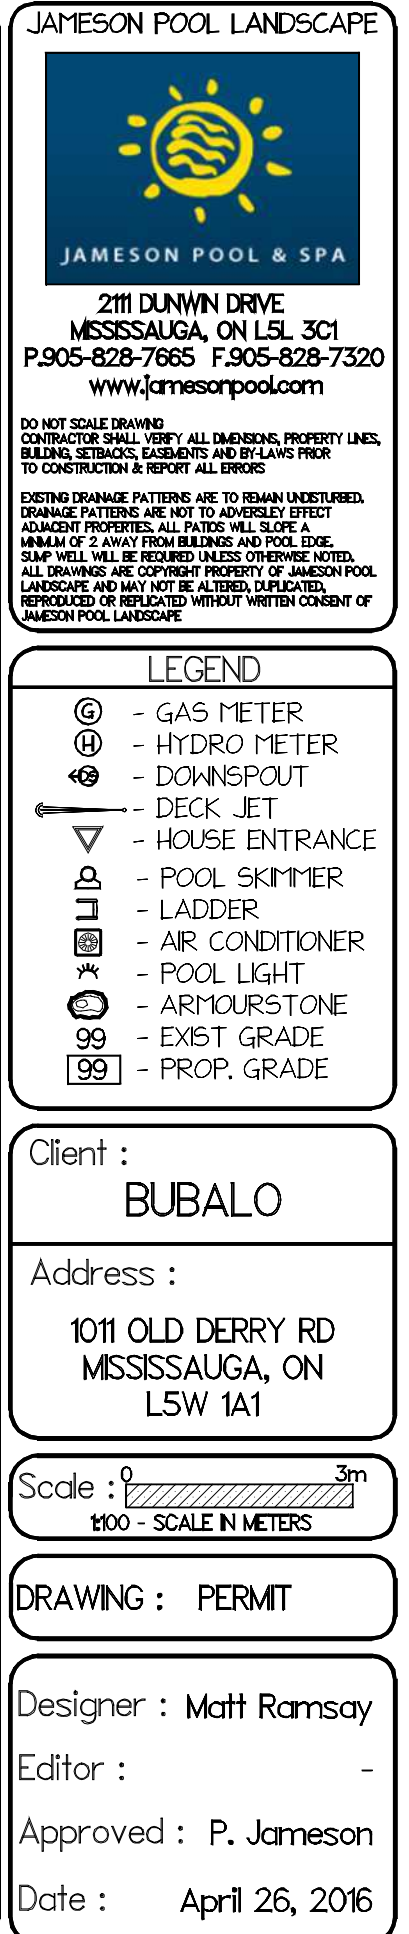 JAMESON POOL LANDSCAPE
JAMESON POOL & SPA
2111 DUNWIN DRIVE
MISSISSAUGA, ON L5L 3C1
P.905-828-7665 F.905-828-7320
www.jamesonpool.com
DO NOT SCALE DRAWING
CONTRACTOR SHALL VERIFY ALL DIMENSIONS, PROPERTY LINES,
BUILDING, SETBACKS, EASEMENTS AND BY-LAWS PRIOR
TO CONSTRUCTION & REPORT ALL ERRORS
EXISTING DRAINAGE PATTERNS ARE TO REMAIN UNDISTURBED.
DRAINAGE PATTERNS ARE NOT TO ADVERSLEY EFFECT
ADJACENT PROPERTIES. ALL PATIOS WILL SLOPE A
MINIMUM OF 2 AWAY FROM BUILDINGS AND POOL EDGE.
SUMP WELL WILL BE REQUIRED UNLESS OTHERWISE NOTED.
ALL DRAWINGS ARE COPYRIGHT PROPERTY OF JAMESON POOL
LANDSCAPE AND MAY NOT BE ALTERED, DUPLICATED,
REPRODUCED OR REPLICATED WITHOUT WRITTEN CONSENT OF
JAMESON POOL LANDSCAPE
LEGEND
G - GAS METER
H - HYDRO METER
DS - DOWNSPOUT
- DECK JET
- HOUSE ENTRANCE
- POOL SKIMMER
- LADDER
- AIR CONDITIONER
- POOL LIGHT
- ARMOURSTONE
99 - EXIST GRADE
99 - PROP. GRADE
Client :
BUBALO
Address :
1011 OLD DERRY RD
MISSISSAUGA, ON
L5W 1A1
Scale : 0 3m
1:100 - SCALE IN METERS
DRAWING : PERMIT
Designer : Matt Ramsay
Editor : -
Approved : P. Jameson
Date : April 26, 2016